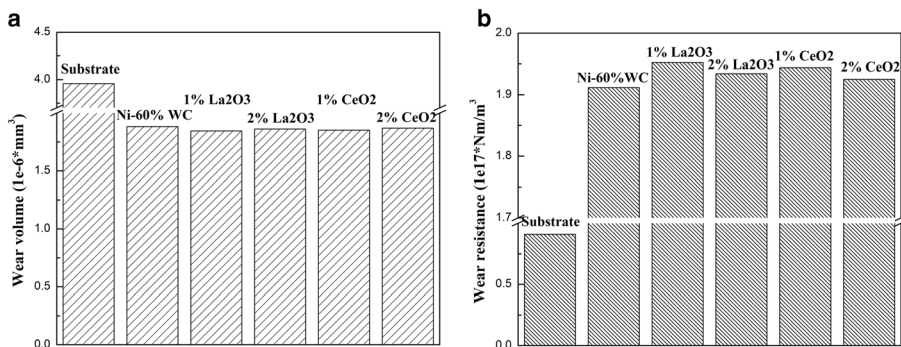 a
Wear volume (1e-6*mm3)
4.5
4.0
1.5
1.0
0.5
0.0
Substrate
Ni-60% WC
1% La2O3
2% La2O3
1% CeO2
2% CeO2
b
Wear resistance (1e17*Nm/m3
2.0
1.9
1.8
1.7
0.5
0.0
Substrate
Ni-60%WC
1% La2O3
2% La2O3
1% CeO2
2% CeO2